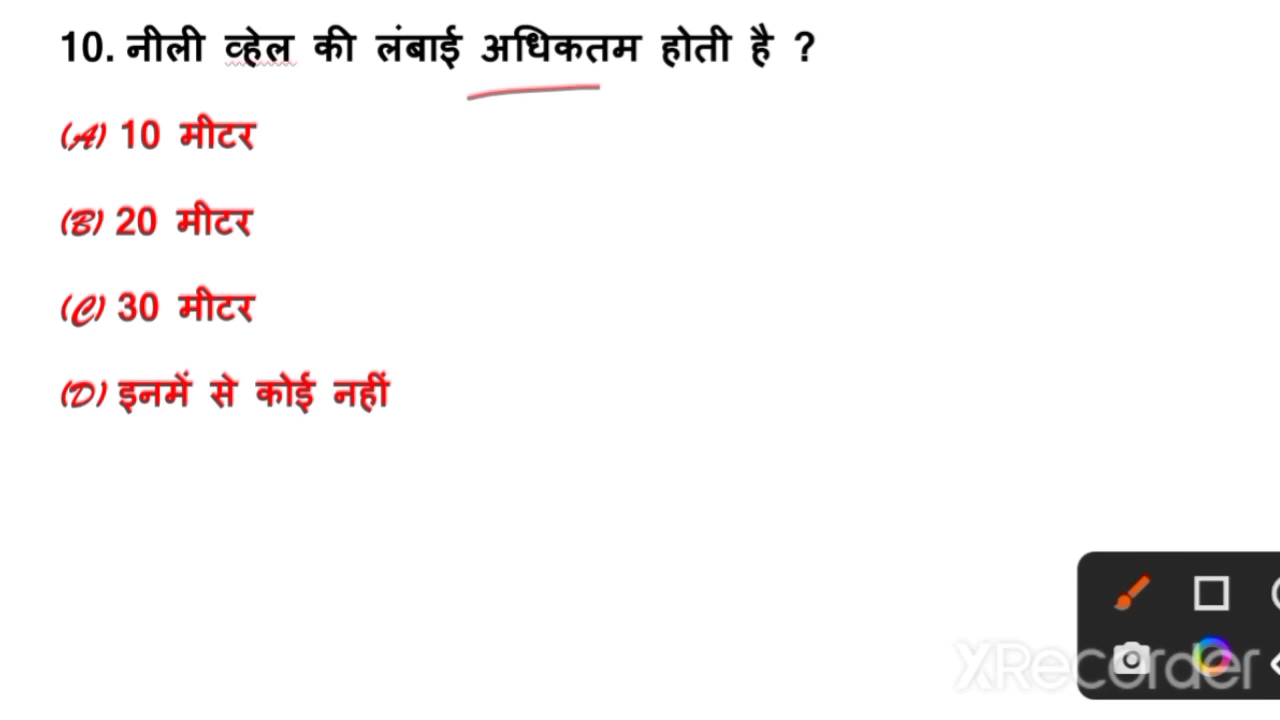 10. नीली व्हेल की लंबाई अधिकतम होती है ?
(A) 10 मीटर
(B) 20 मीटर
(C) 30 मीटर
(D) इनमें से कोई नहीं
XRecorder